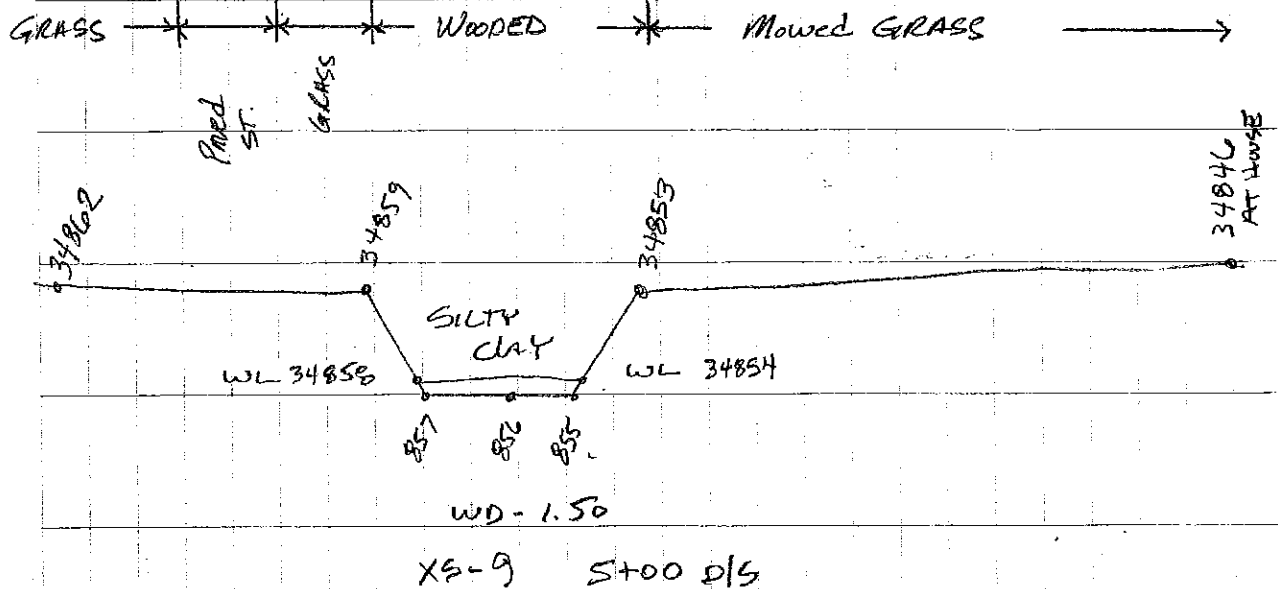 GRASS WOODED Mowed GRASS
Paved
ST.
GRASS
34862
34859
34853
34846
AT HOUSE
SILTY
CLAY
WL 34858
WL 34854
857 856 855
WD-1.50
XS-9 5+00 D/S